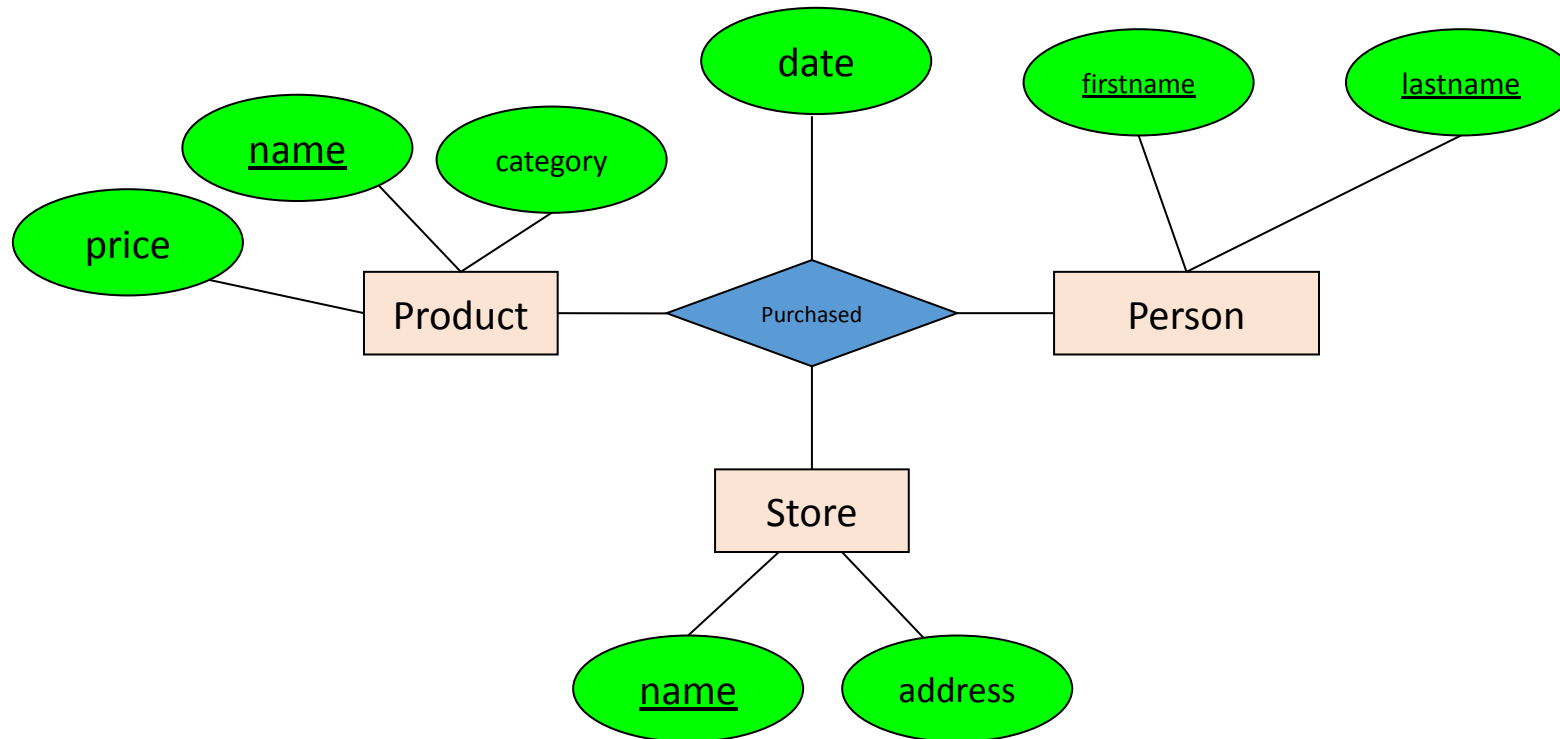 date
firstname
lastname
name
category
price
Product
Purchased
Person
Store
name
address